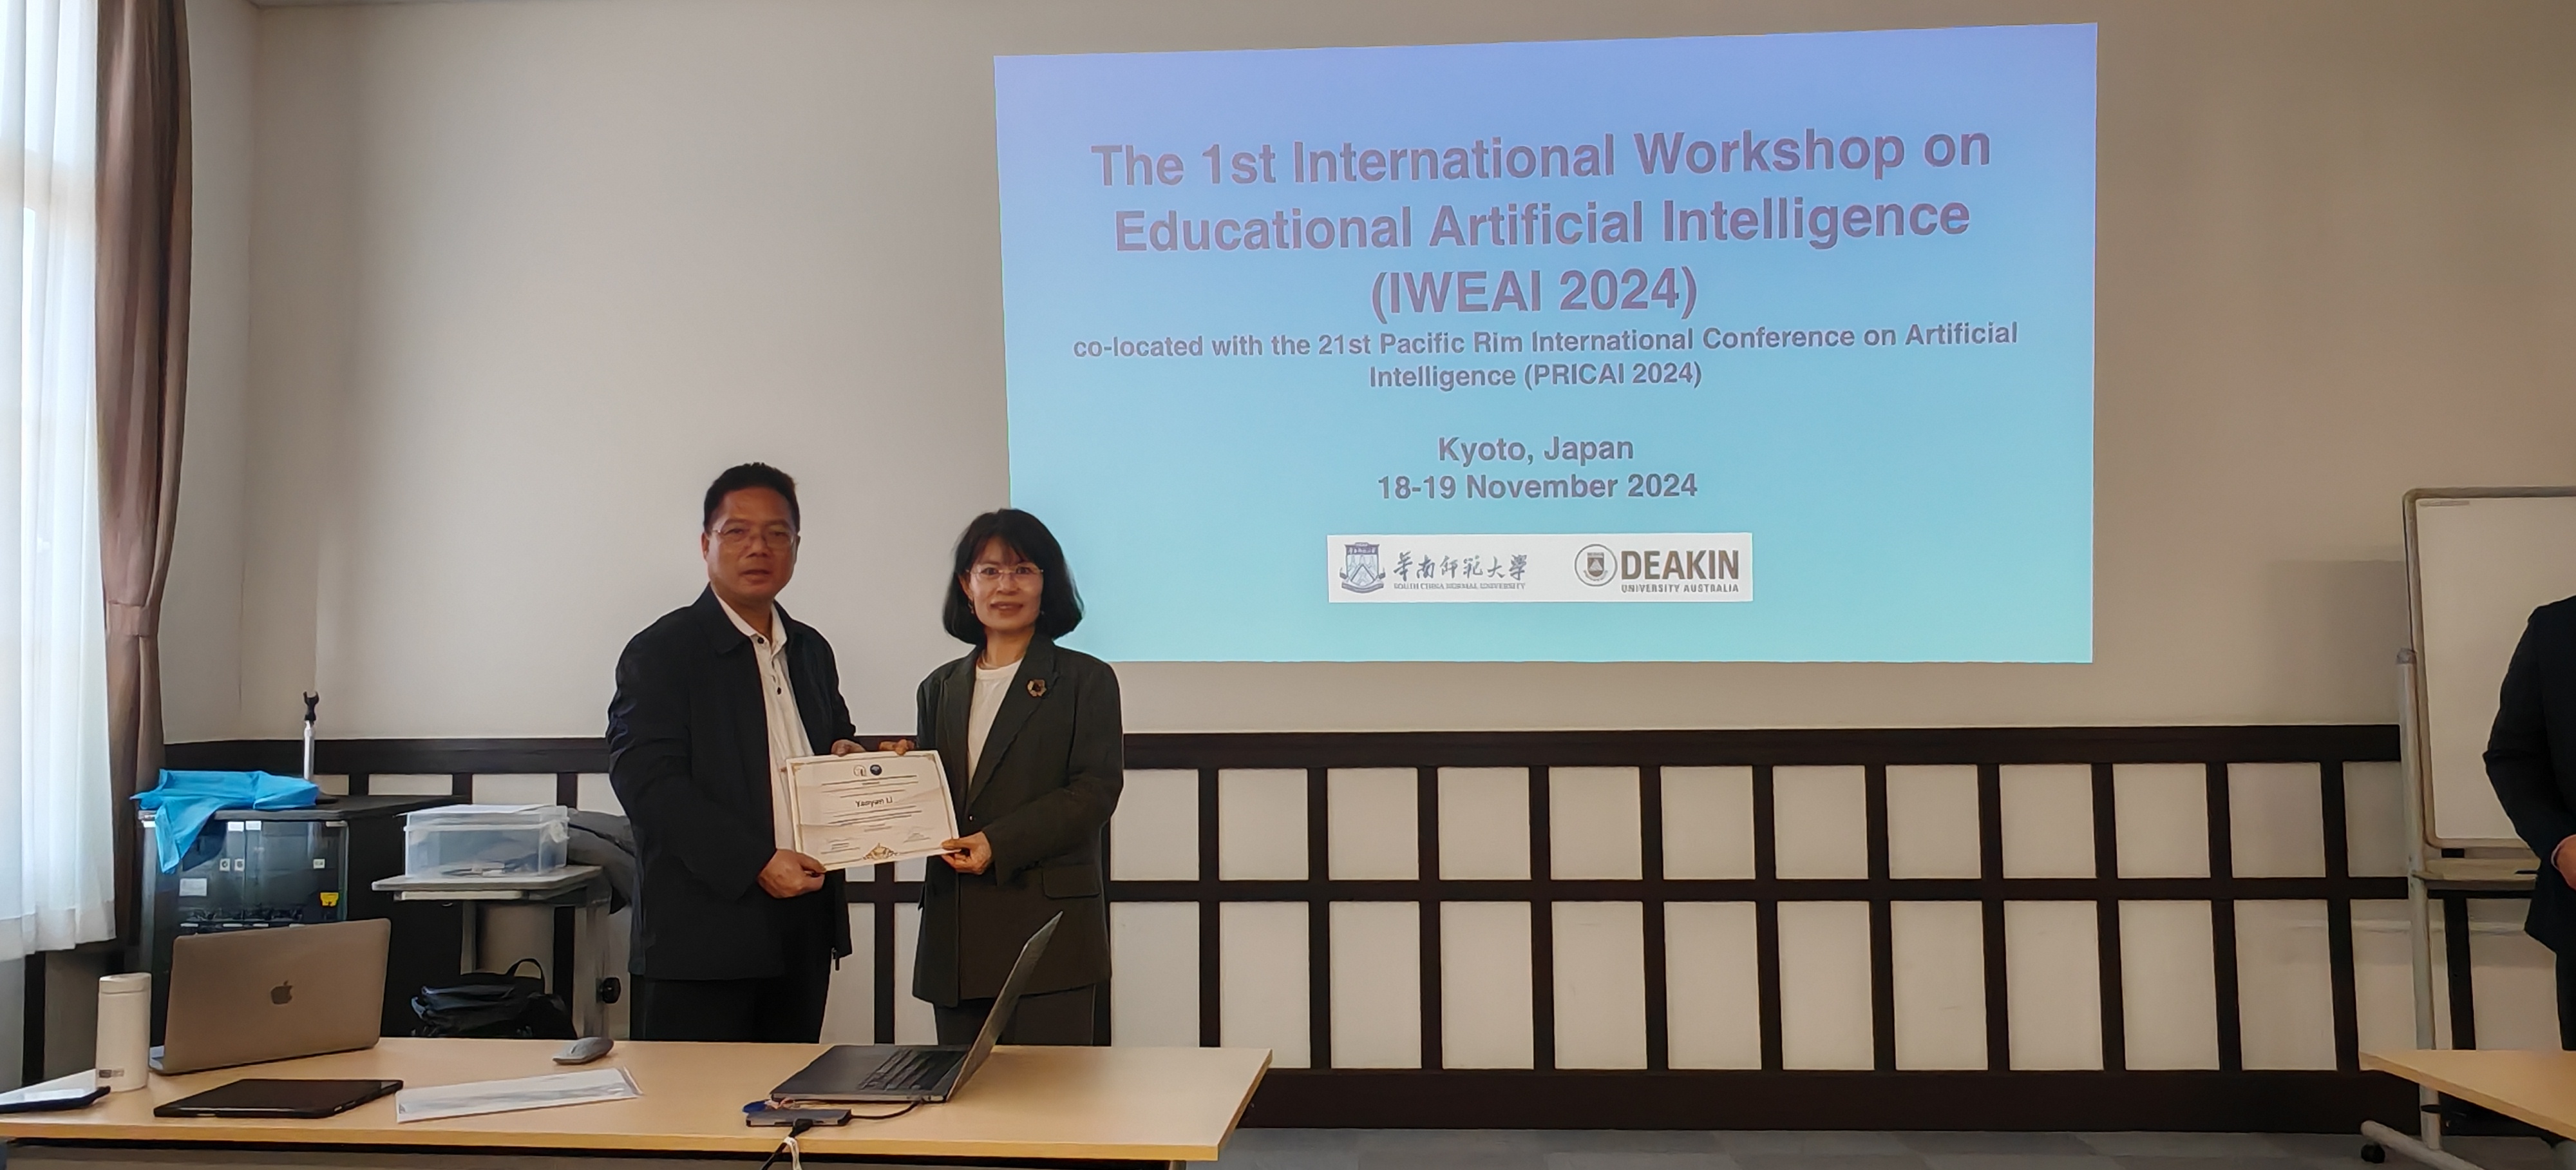 The 1st International Workshop on
Educational Artificial Intelligence
(IWEAI 2024)
co-located with the 21st Pacific Rim International Conference on Artificial
Intelligence (PRICAI 2024)
Kyoto, Japan
18-19 November 2024
華南師範大學
SOUTH CHINA NORMAL UNIVERSITY
DEAKIN
UNIVERSITY AUSTRALIA